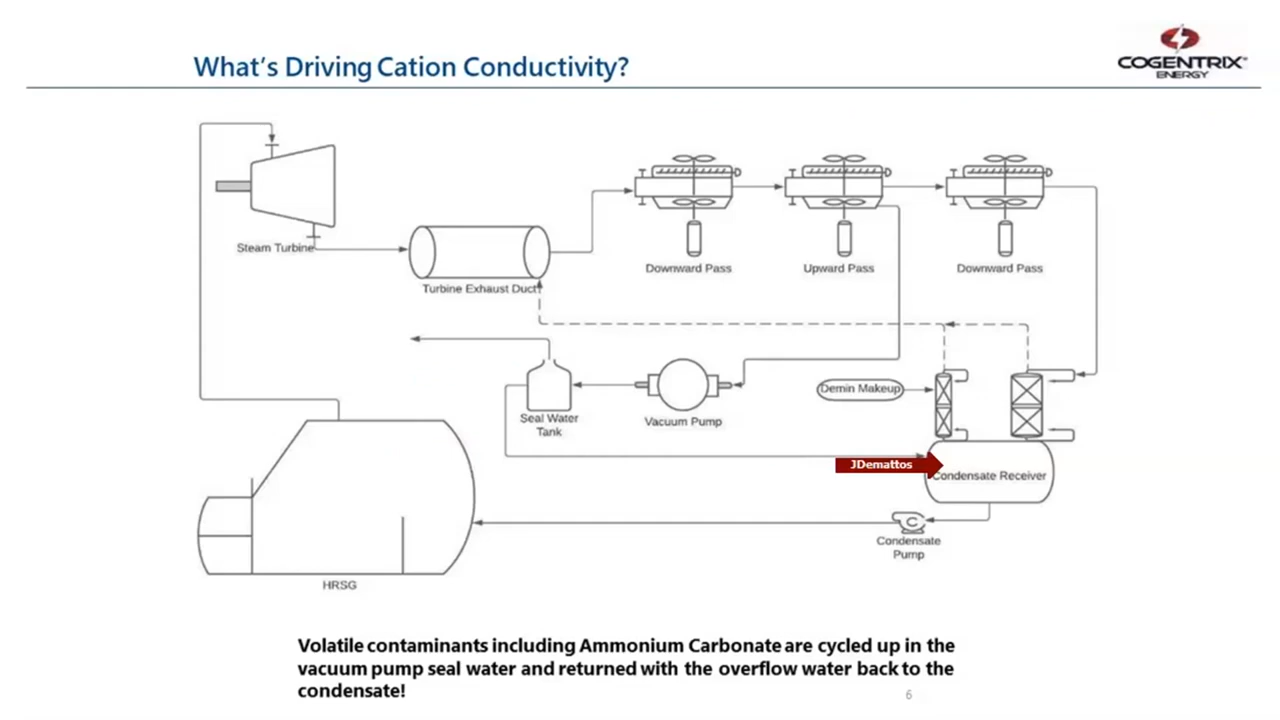 What's Driving Cation Conductivity?
COGENTRIX
ENERGY
Steam Turbine
Turbine Exhaust Duct
Downward Pass
Upward Pass
Downward Pass
Demin Makeup
Seal Water
Tank
Vacuum Pump
JDemattos
Condensate Receiver
Condensate
Pump
C
HRSG
Volatile contaminants including Ammonium Carbonate are cycled up in the
vacuum pump seal water and returned with the overflow water back to the
condensate!
6